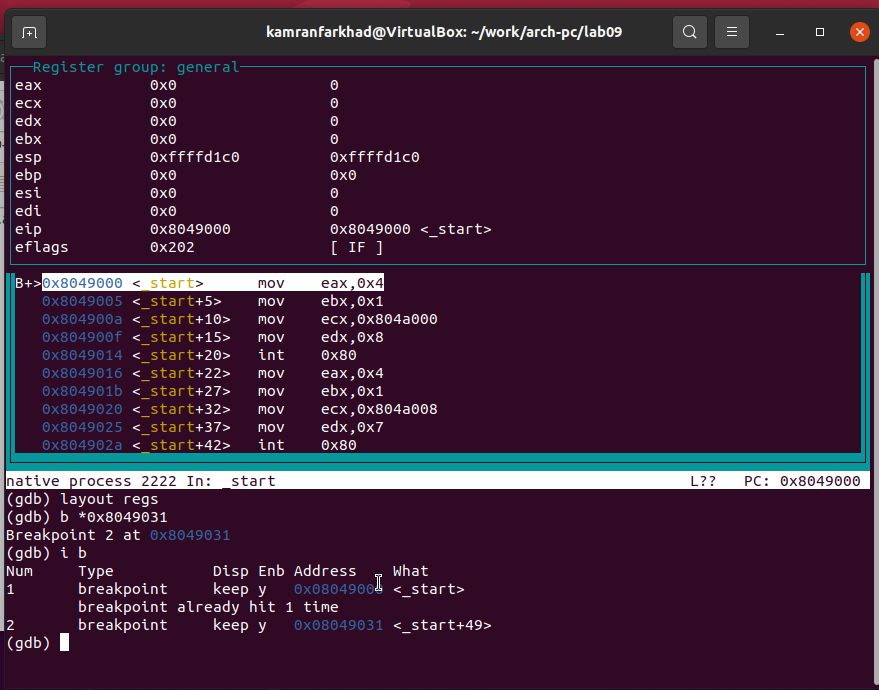 kamranfarkhad@VirtualBox: ~/work/arch-pc/lab09
Register group: general
eax 0x0 0
ecx 0x0 0
edx 0x0 0
ebx 0x0 0
esp 0xffffd1c0 0xffffd1c0
ebp 0x0 0x0
esi 0x0 0
edi 0x0 0
eip 0x8049000 0x8049000 <_start>
eflags 0x202 [ IF ]
B+>0x8049000 <_start> mov eax,0x4
0x8049005 <_start+5> mov ebx,0x1
0x804900a <_start+10> mov ecx,0x804a000
0x804900f <_start+15> mov edx,0x8
0x8049014 <_start+20> int 0x80
0x8049016 <_start+22> mov eax,0x4
0x804901b <_start+27> mov ebx,0x1
0x8049020 <_start+32> mov ecx,0x804a008
0x8049025 <_start+37> mov edx,0x7
0x804902a <_start+42> int 0x80
native process 2222 In: _start L?? PC: 0x8049000
(gdb) layout regs
(gdb) b *0x8049031
Breakpoint 2 at 0x8049031
(gdb) i b
Num Type Disp Enb Address What
1 breakpoint keep y 0x08049000 <_start>
breakpoint already hit 1 time
2 breakpoint keep y 0x08049031 <_start+49>
(gdb)